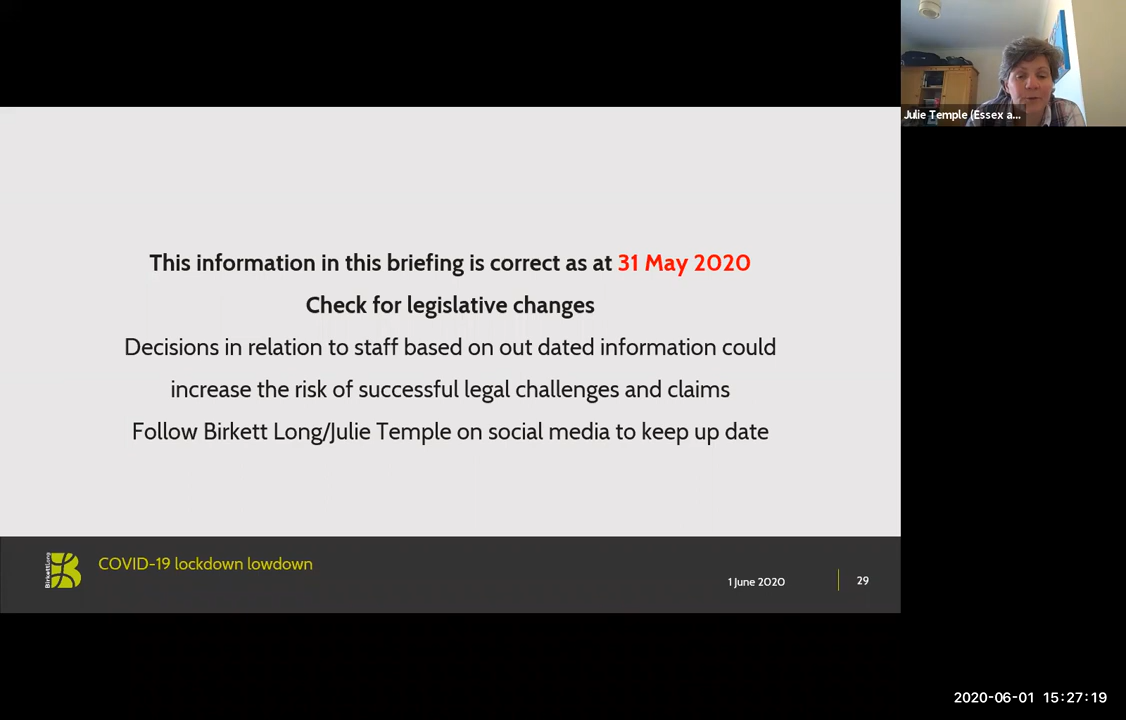 Julie Temple (Essex a...
This information in this briefing is correct as at 31 May 2020
Check for legislative changes
Decisions in relation to staff based on out dated information could
increase the risk of successful legal challenges and claims
Follow Birkett Long/Julie Temple on social media to keep up date
BirkettLong
COVID-19 lockdown lowdown
1 June 2020
29
2020-06-01 15:27:19